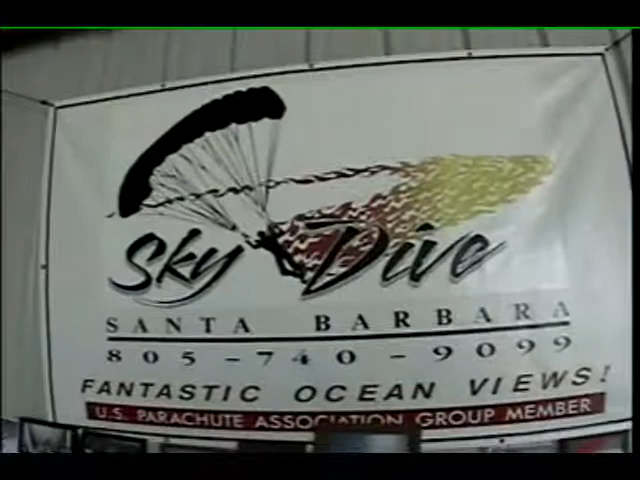 Sky Dive
SANTA BARBARA
805-740-9099
FANTASTIC OCEAN VIEWS!
U.S. PARACHUTE ASSOCIATION GROUP MEMBER